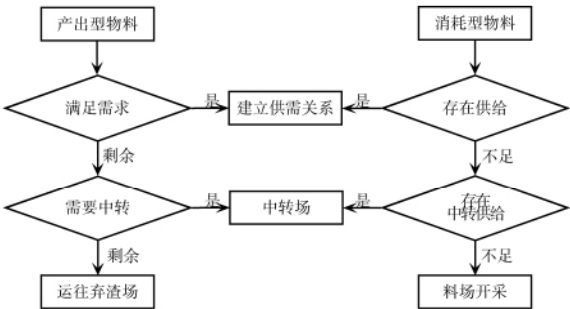 产出型物料
消耗型物料
满足需求
是
建立供需关系
是
存在供给
剩余
不足
需要中转
是
中转场
是
存在
中转供给
剩余
不足
运往弃渣场
料场开采